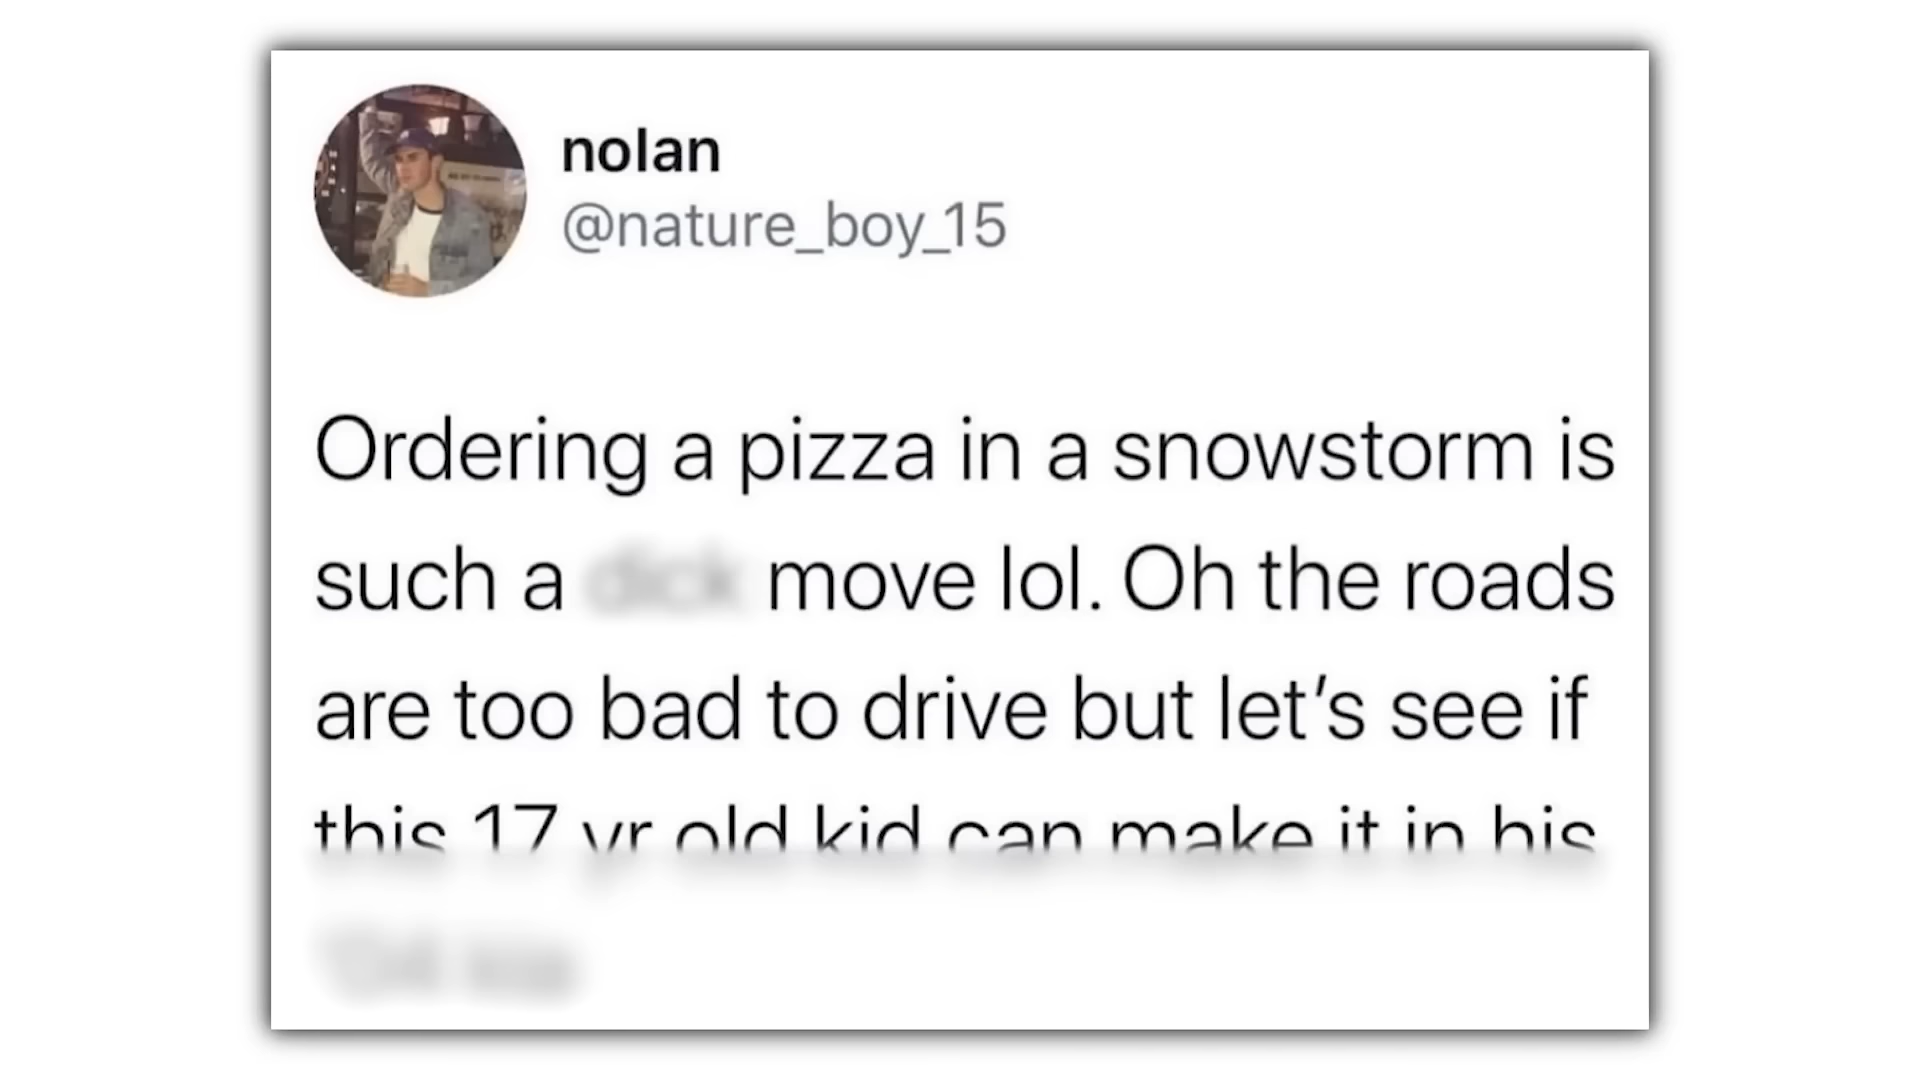 nolan
@nature_boy_15
Ordering a pizza in a snowstorm is
such a move lol. Oh the roads
are too bad to drive but let's see if
this 17 yr old kid can make it in his